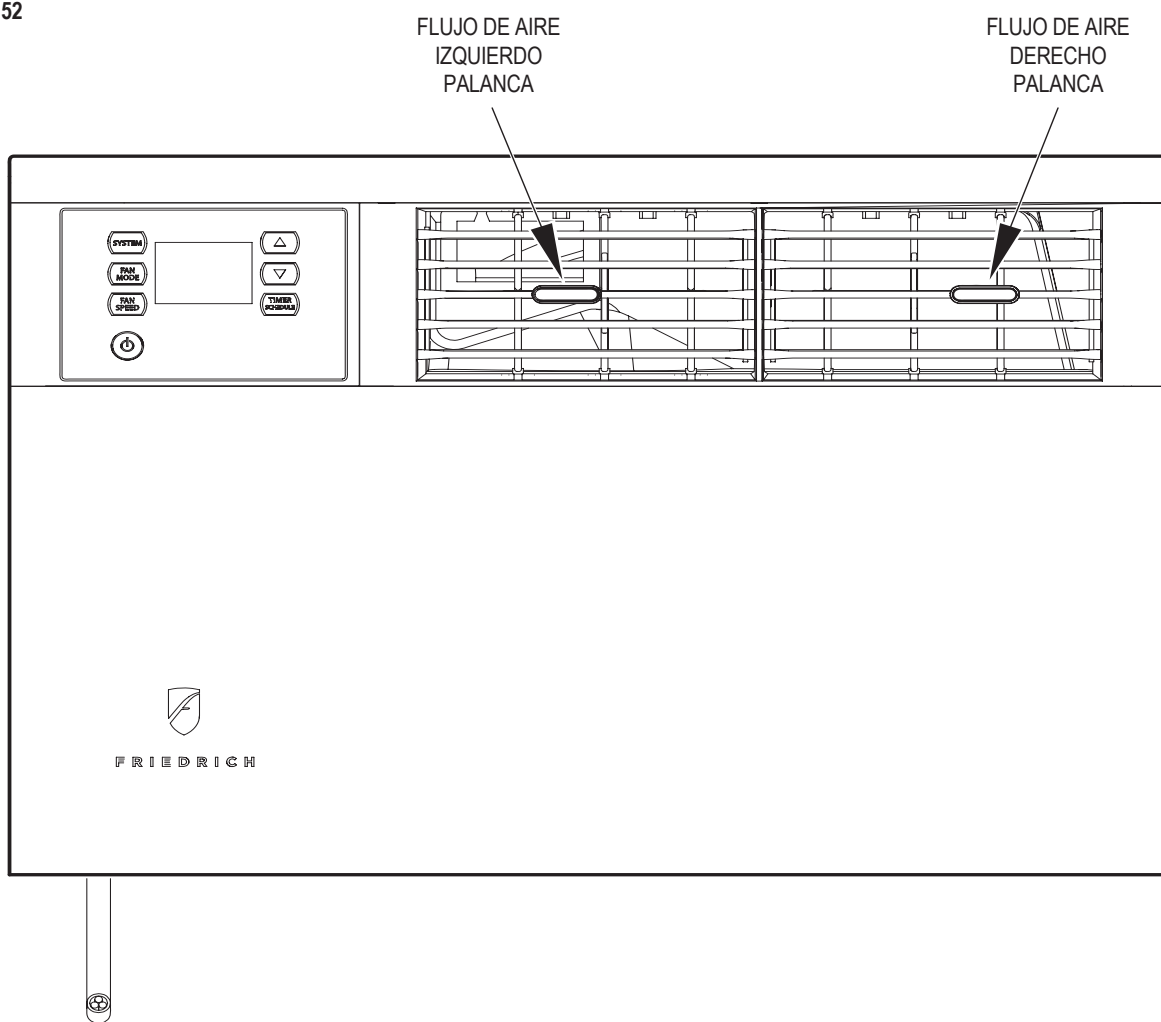 52
FLUJO DE AIRE
IZQUIERDO
PALANCA
FLUJO DE AIRE
DERECHO
PALANCA
SYSTEM
FAN
MODE
FAN
SPEED
TIMER
SCHEDULE
FRIEDRICH